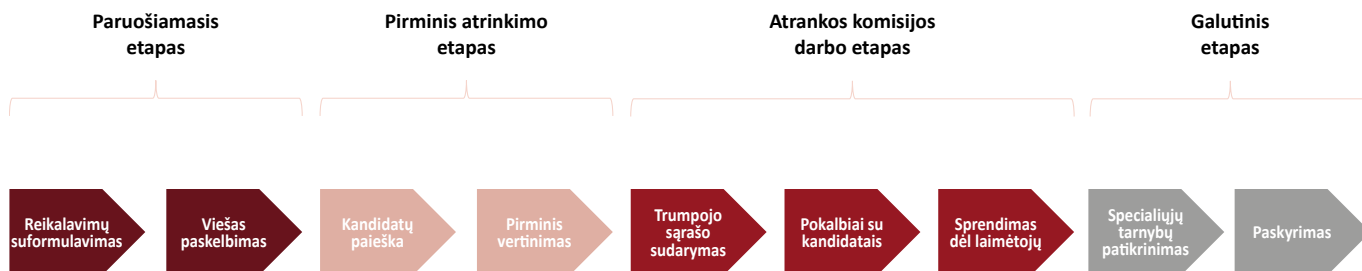 Paruošiamasis
etapas
Pirminis atrinkimo
etapas
Atrankos komisijos
darbo etapas
Galutinis
etapas
Reikalavimų
suformulavimas
Viešas
paskelbimas
Kandidatų
paieška
Pirminis
vertinimas
Trumpojo
sąrašo
sudarymas
Pokalbiai su
kandidatais
Sprendimas
dėl laimėtojų
Specialiųjų
tarnybų
patikrinimas
Paskyrimas